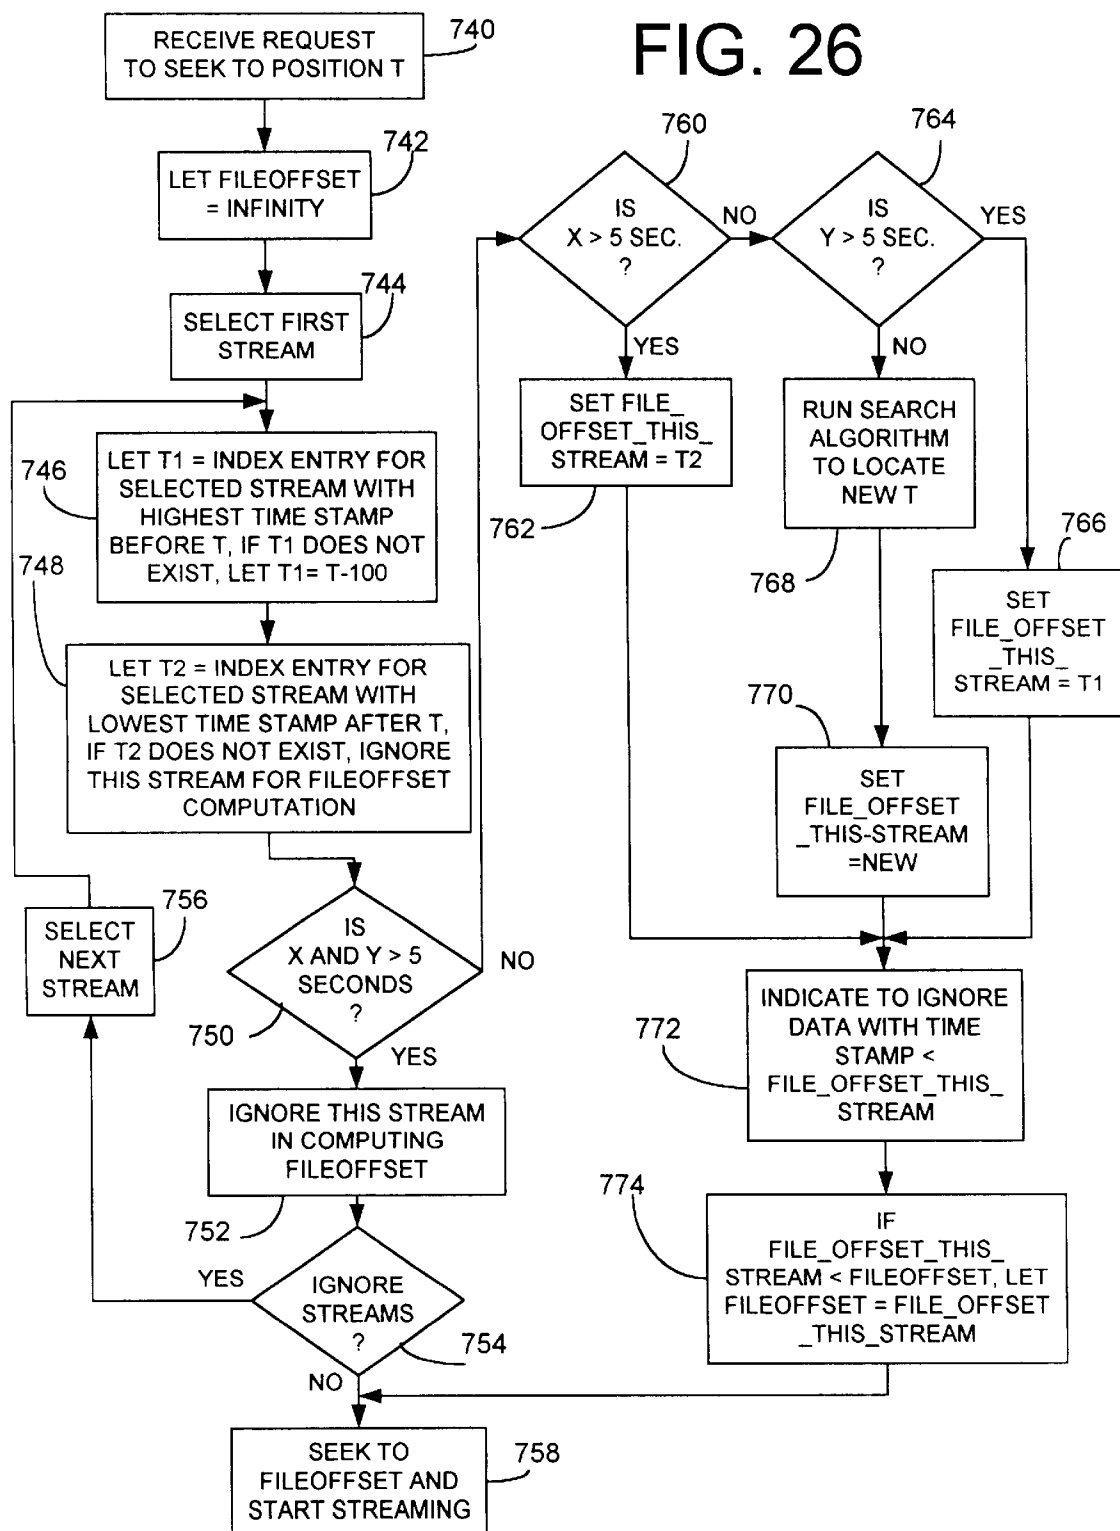 FIG. 26
740
RECEIVE REQUEST
TO SEEK TO POSITION T
742
LET FILEOFFSET
= INFINITY
744
SELECT FIRST
STREAM
746
LET T1 = INDEX ENTRY FOR
SELECTED STREAM WITH
HIGHEST TIME STAMP
BEFORE T, IF T1 DOES NOT
EXIST, LET T1= T-100
748
LET T2 = INDEX ENTRY FOR
SELECTED STREAM WITH
LOWEST TIME STAMP AFTER T,
IF T2 DOES NOT EXIST, IGNORE
THIS STREAM FOR FILEOFFSET
COMPUTATION
756
SELECT
NEXT
STREAM
IS
X AND Y > 5
SECONDS
?
750
NO
YES
IGNORE THIS STREAM
IN COMPUTING
FILEOFFSET
752
YES
IGNORE
STREAMS
?
754
NO
SEEK TO
FILEOFFSET AND
START STREAMING
758
760
IS
X > 5 SEC.
?
NO
YES
764
IS
Y > 5 SEC.
?
YES
NO
SET FILE_
OFFSET_THIS_
STREAM = T2
762
RUN SEARCH
ALGORITHM
TO LOCATE
NEW T
768
766
SET
FILE_OFFSET
_THIS_
STREAM = T1
770
SET
FILE_OFFSET
_THIS-STREAM
=NEW
772
INDICATE TO IGNORE
DATA WITH TIME
STAMP <
FILE_OFFSET_THIS_
STREAM
774
IF
FILE_OFFSET_THIS_
STREAM < FILEOFFSET, LET
FILEOFFSET = FILE_OFFSET
_THIS_STREAM